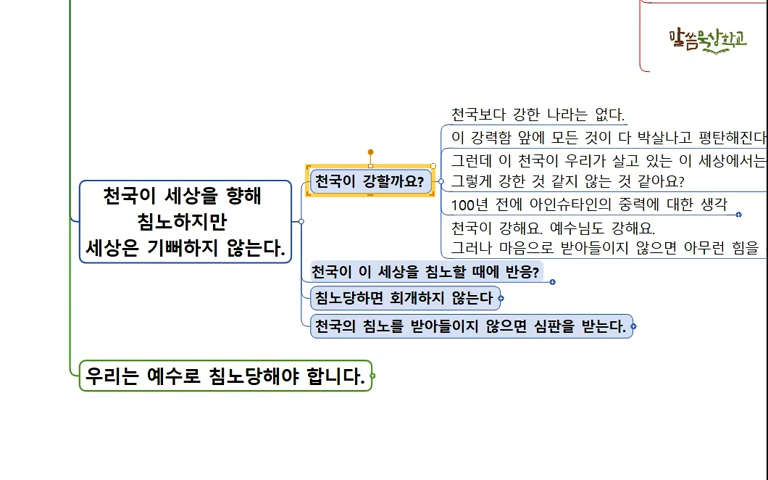 말씀묵상학교
천국보다 강한 나라는 없다.
이 강력함 앞에 모든 것이 다 박살나고 평탄해진다
그런데 이 천국이 우리가 살고 있는 이 세상에서는
그렇게 강한 것 같지 않는 것 같아요?
100년 전에 아인슈타인의 중력에 대한 생각
천국이 강해요. 예수님도 강해요.
그러나 마음으로 받아들이지 않으면 아무런 힘을
천국이 강할까요?
천국이 세상을 향해
침노하지만
세상은 기뻐하지 않는다.
천국이 이 세상을 침노할 때에 반응?
침노당하면 회개하지 않는다
천국의 침노를 받아들이지 않으면 심판을 받는다.
우리는 예수로 침노당해야 합니다.